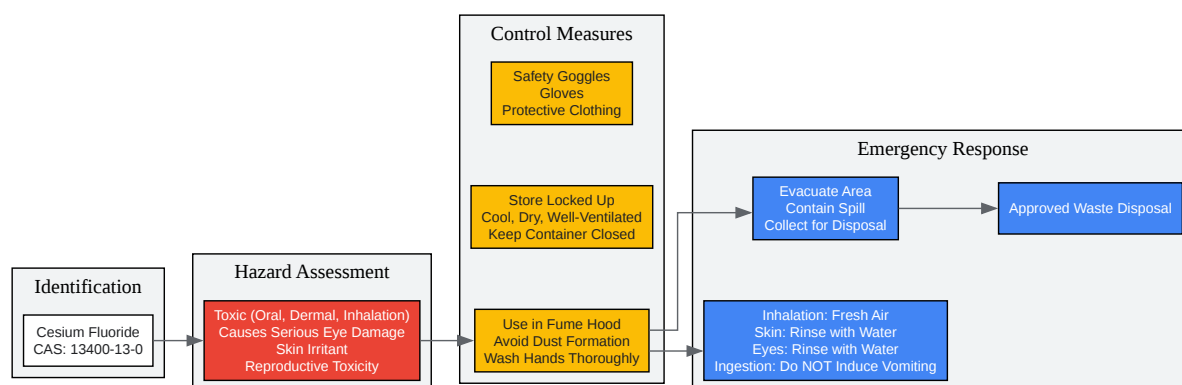 Identification
Cesium Fluoride
CAS: 13400-13-0
Hazard Assessment
Toxic (Oral, Dermal, Inhalation)
Causes Serious Eye Damage
Skin Irritant
Reproductive Toxicity
Control Measures
Safety Goggles
Gloves
Protective Clothing
Store Locked Up
Cool, Dry, Well-Ventilated
Keep Container Closed
Use in Fume Hood
Avoid Dust Formation
Wash Hands Thoroughly
Emergency Response
Evacuate Area
Contain Spill
Collect for Disposal
Approved Waste Disposal
Inhalation: Fresh Air
Skin: Rinse with Water
Eyes: Rinse with Water
Ingestion: Do NOT Induce Vomiting